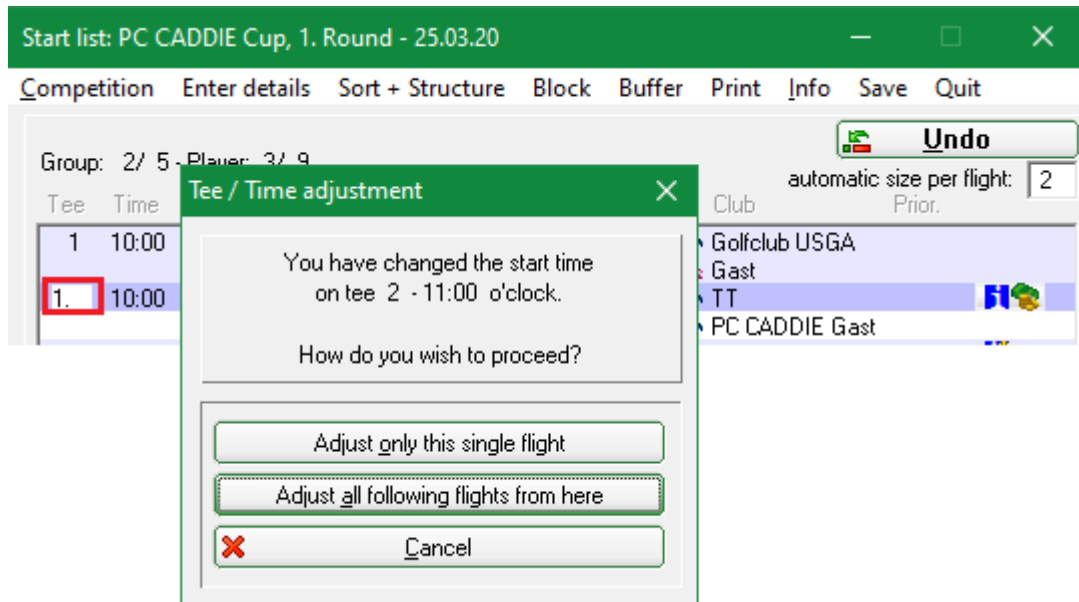 Start list: PC CADDIE Cup, 1. Round - 25.03.20
Competition Enter details Sort + Structure Block Buffer Print Info Save Quit
Undo
Group: 2/ 5 - Player: 3/ 9
automatic size per flight: 2
Tee Time Club Prior.
Tee / Time adjustment
1 10:00 Golfclub USGA
Gast
1. 10:00 TT
PC CADDIE Gast
You have changed the start time
on tee 2 - 11:00 o'clock.
How do you wish to proceed?
Adjust only this single flight
Adjust all following flights from here
Cancel